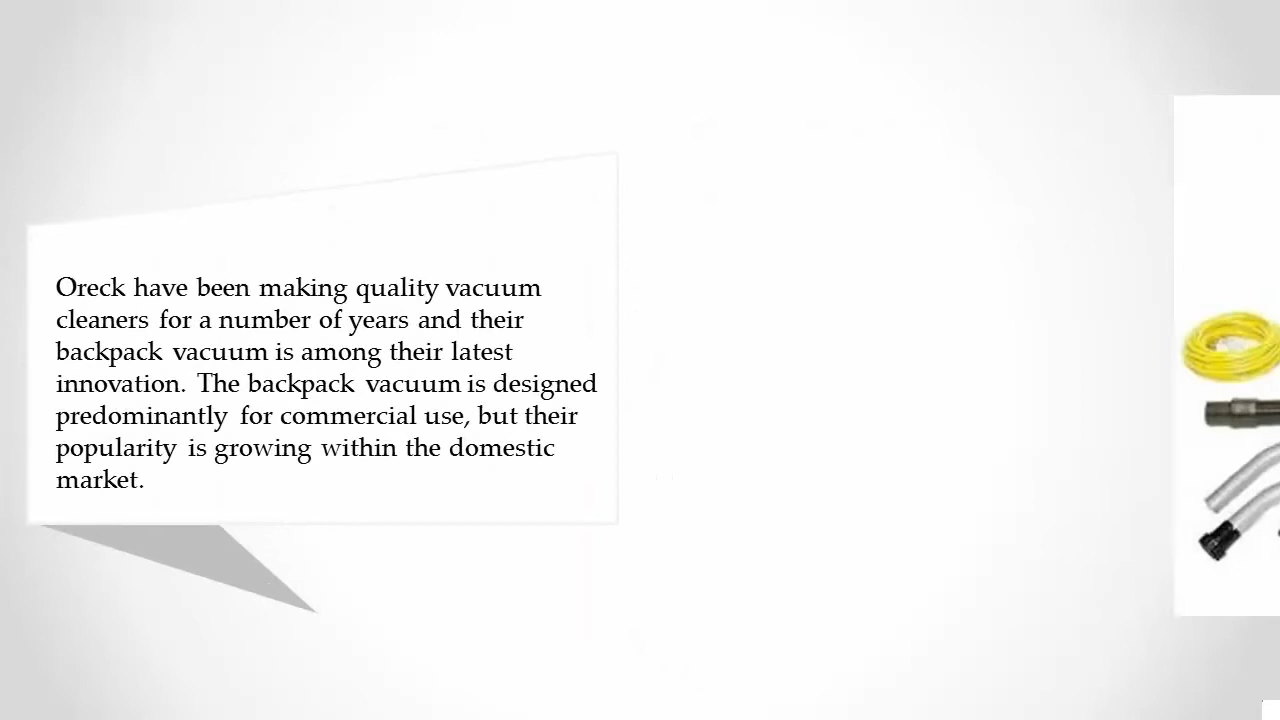 Oreck have been making quality vacuum
cleaners for a number of years and their
backpack vacuum is among their latest
innovation. The backpack vacuum is designed
predominantly for commercial use, but their
popularity is growing within the domestic
market.